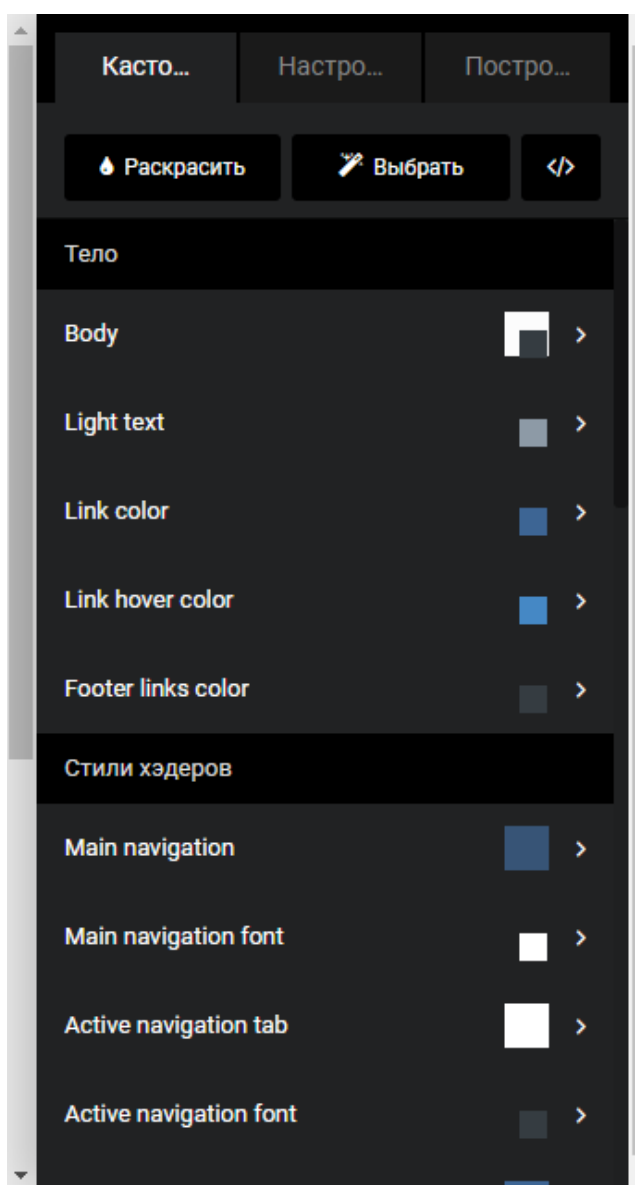 Касто... Настро... Постро...
Раскрасить Выбрать </>
Тело
Body
Light text
Link color
Link hover color
Footer links color
Стили хэдеров
Main navigation
Main navigation font
Active navigation tab
Active navigation font